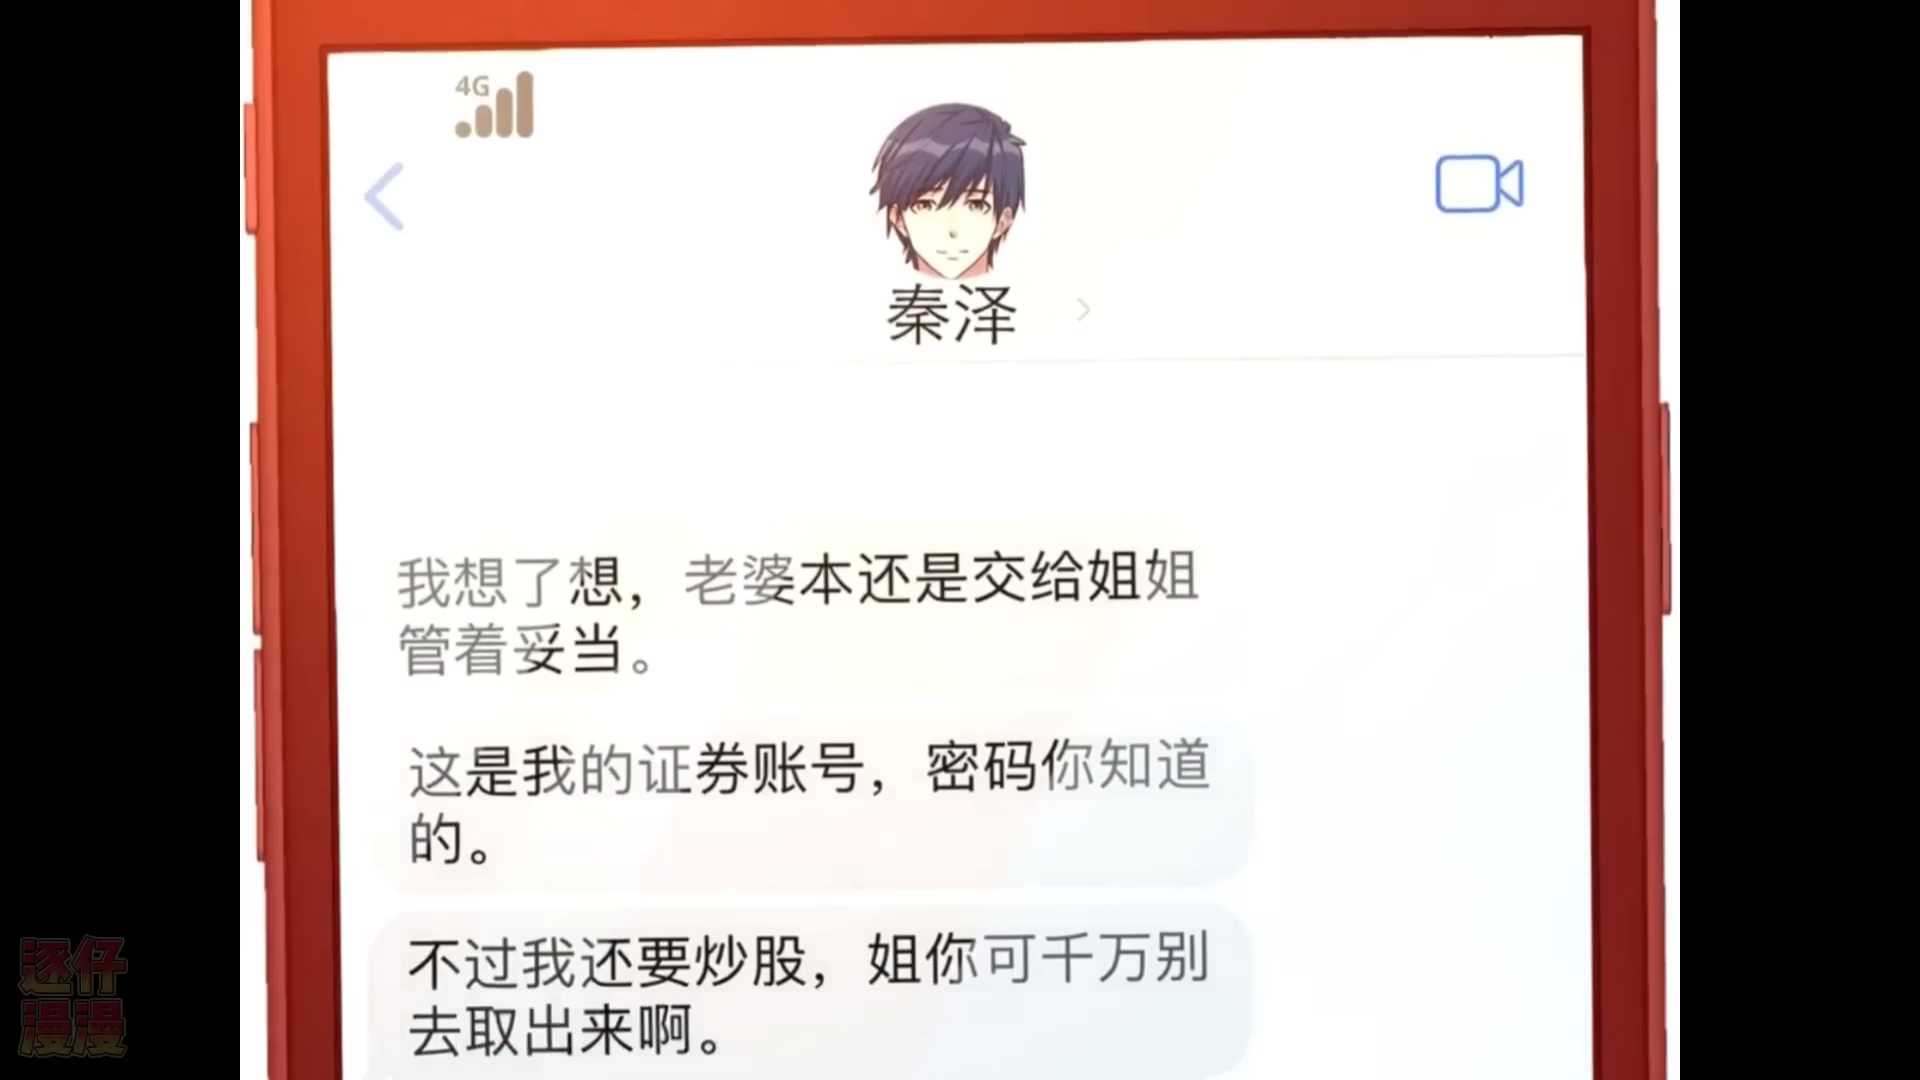 4G
秦泽
我想了想，老婆本还是交给姐姐
管着妥当。
这是我的证券账号，密码你知道
的。
不过我还要炒股，姐你可千万别
去取出来啊。
逐仔
漫漫